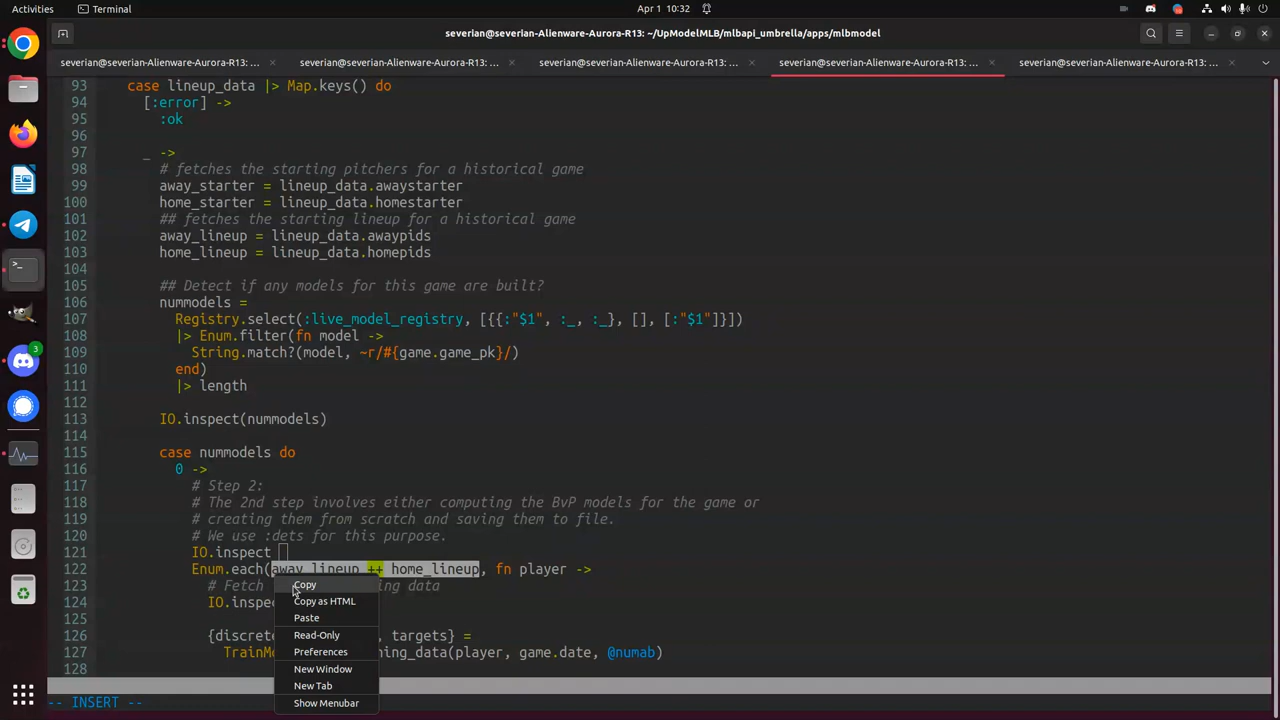 Activities
Terminal
Apr 1 10:32
severian@severian-Alienware-Aurora-R13: ~/UpModelMLB/mlbapi_umbrella/apps/mlbmodel
severian@severian-Alienware-Aurora-R13: ...
severian@severian-Alienware-Aurora-R13: ...
severian@severian-Alienware-Aurora-R13: ...
severian@severian-Alienware-Aurora-R13: ...
severian@severian-Alienware-Aurora-R13: ...
93 case lineup_data |> Map.keys() do
94 [:error] ->
95 :ok
96
97 _ ->
98 # fetches the starting pitchers for a historical game
99 away_starter = lineup_data.awaystarter
100 home_starter = lineup_data.homestarter
101 ## fetches the starting lineup for a historical game
102 away_lineup = lineup_data.awaypids
103 home_lineup = lineup_data.homepids
104
105 ## Detect if any models for this game are built?
106 nummodels =
107 Registry.select(:live_model_registry, [{{:"$1", :_, :_}, [], [:"$1"]}])
108 |> Enum.filter(fn model ->
109 String.match?(model, ~r/#{game.game_pk}/)
110 end)
111 |> length
112
113 IO.inspect(nummodels)
114
115 case nummodels do
116 0 ->
117 # Step 2:
118 # The 2nd step involves either computing the BvP models for the game or
119 # creating them from scratch and saving them to file.
120 # We use :dets for this purpose.
121 IO.inspect
122 Enum.each(away_lineup ++ home_lineup, fn player ->
123 # Fetch ing data
124 IO.inspe
125
126 {discrete , targets} =
127 TrainMo ning_data(player, game.date, @numab)
128
-- INSERT --
Copy
Copy as HTML
Paste
Read-Only
Preferences
New Window
New Tab
Show Menubar
3